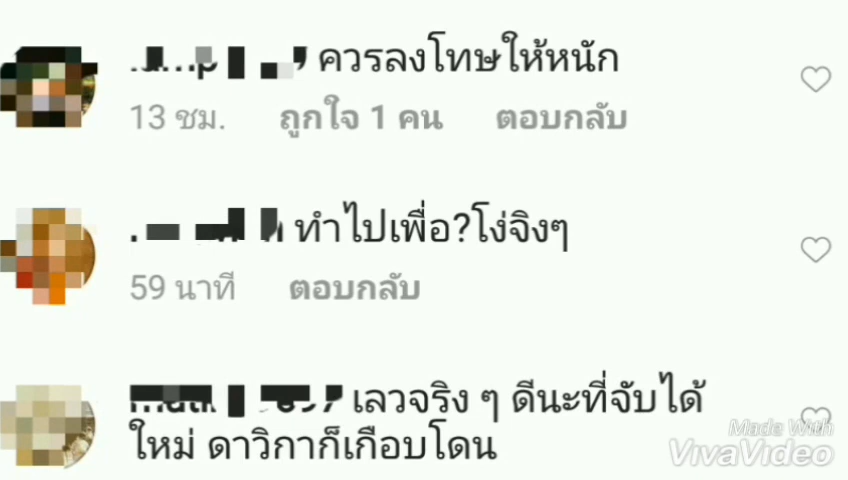 ควรลงโทษให้หนัก
13 ชม. ถูกใจ 1 คน ตอบกลับ
ทำไปเพื่อ?โง่จิงๆ
59 นาที ตอบกลับ
เลวจริง ๆ ดีนะที่จับได้
ใหม่ ดาวิกาก็เกือบโดน
Made With
VivaVideo